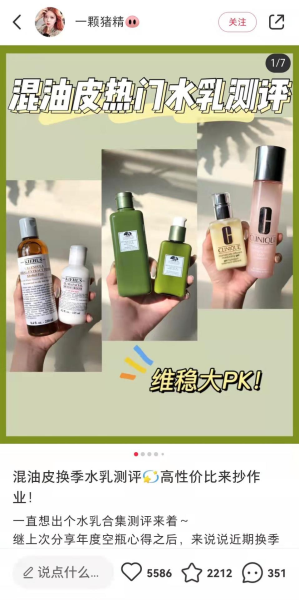 一颗猪精🐽
关注
1/7
混油皮热门水乳测评
KIEHL'S
KIEHL'S
ORIGINS
CLINIQUE
维稳大PK!
混油皮换季水乳测评💫高性价比来抄作
业!
一直想出个水乳合集测评来着~
继上次分享年度空瓶心得之后,来说说近期换季
说点什么...
5586
2212
351